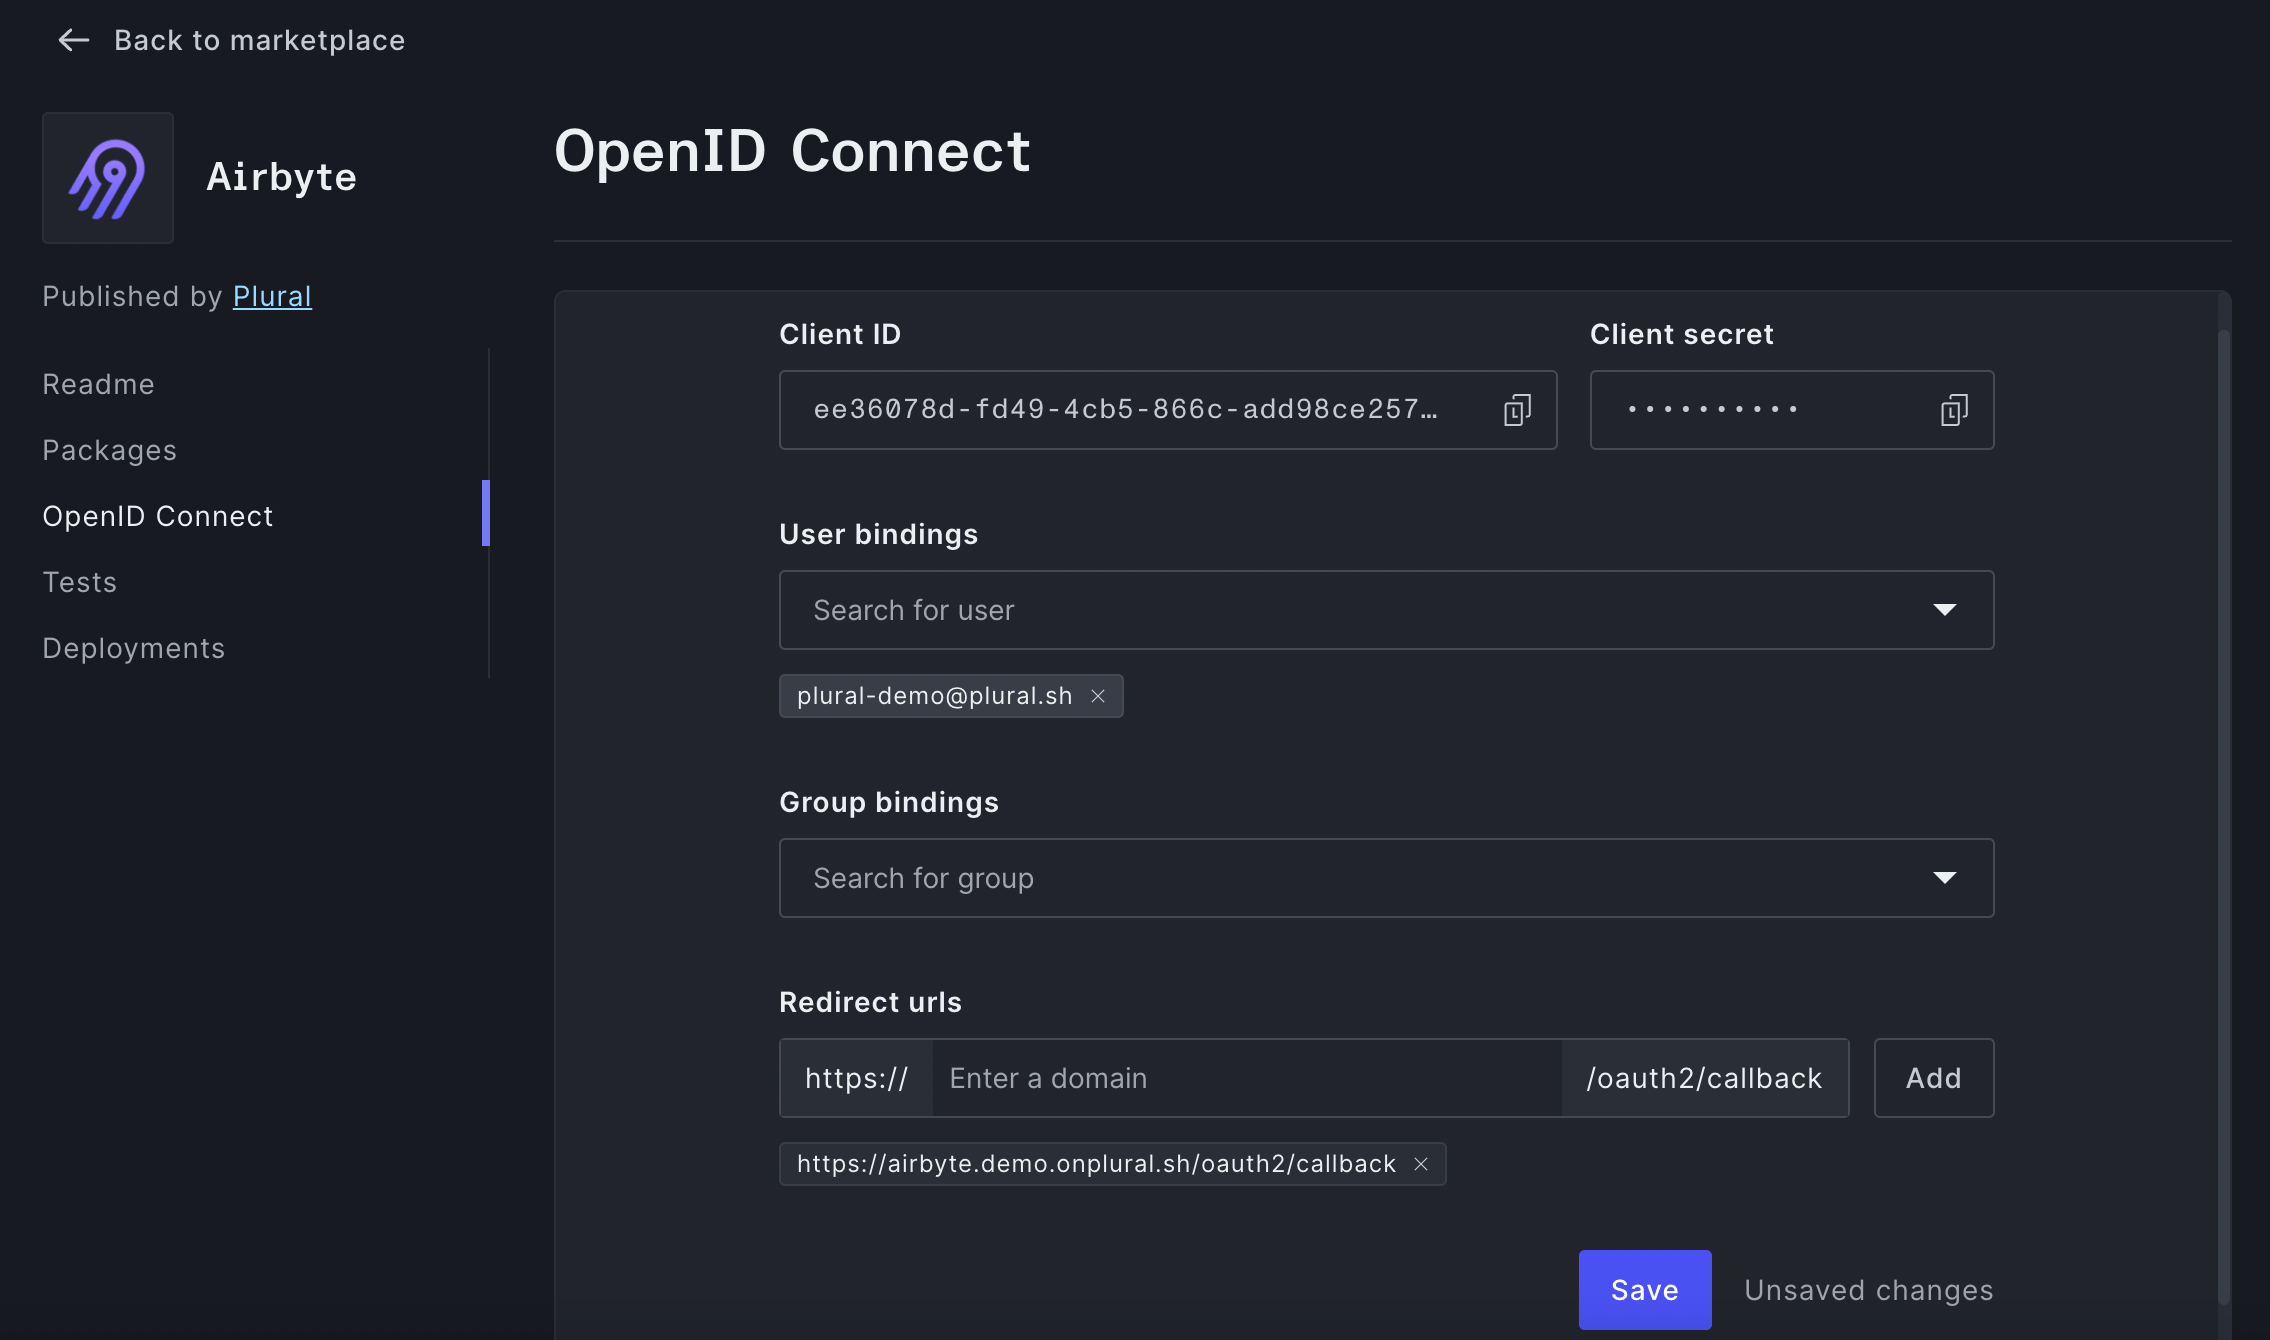 Back to marketplace
Airbyte
Published by Plural
Readme
Packages
OpenID Connect
Tests
Deployments
OpenID Connect
Client ID
ee36078d-fd49-4cb5-866c-add98ce257…
Client secret
••••••••••
User bindings
Search for user
plural-demo@plural.sh
Group bindings
Search for group
Redirect urls
https:// Enter a domain /oauth2/callback Add
https://airbyte.demo.onplural.sh/oauth2/callback
Save Unsaved changes